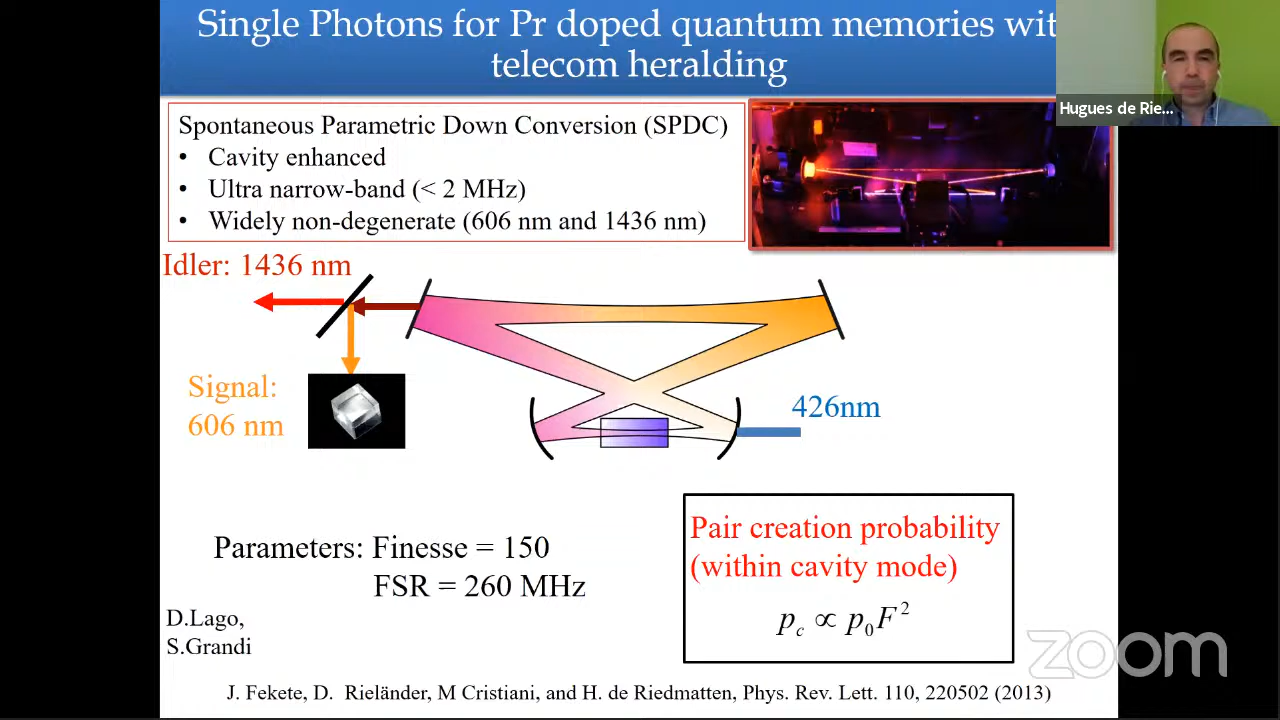 Single Photons for Pr doped quantum memories wit
telecom heralding
Hugues de Rie...
Spontaneous Parametric Down Conversion (SPDC)
• Cavity enhanced
• Ultra narrow-band (< 2 MHz)
• Widely non-degenerate (606 nm and 1436 nm)
Idler: 1436 nm
Signal:
606 nm
426nm
Parameters: Finesse = 150
FSR = 260 MHz
Pair creation probability
(within cavity mode)
p_c ∝ p_0 F^2
D.Lago,
S.Grandi
zoom
J. Fekete, D. Rieländer, M Cristiani, and H. de Riedmatten, Phys. Rev. Lett. 110, 220502 (2013)